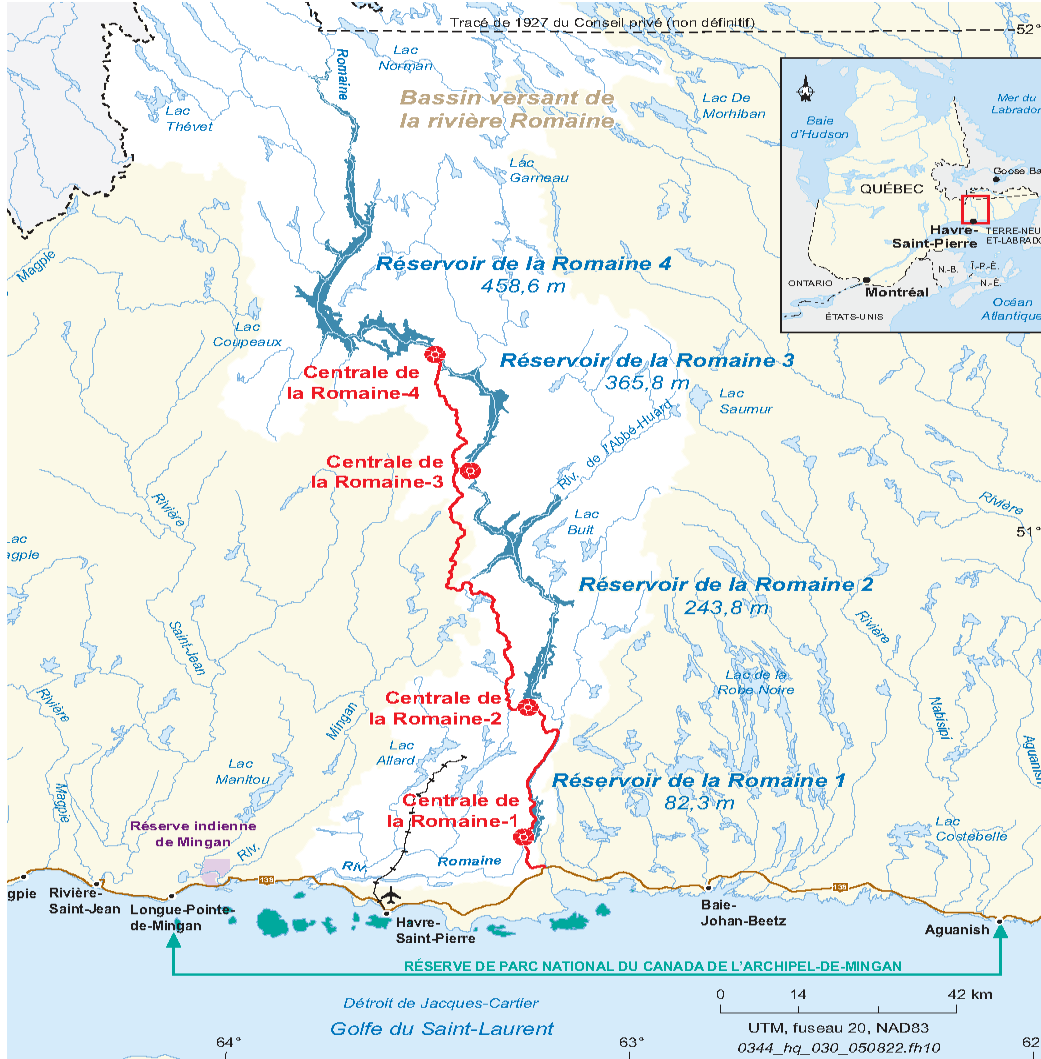 Tracé de 1927 du Conseil privé (non définitif)
52°
Romaine
Lac
Norman
Bassin versant de
la rivière Romaine
Lac
Thévet
Lac De
Morhiban
Lac
Garneau
Baie
d'Hudson
Mer du
Labrador
Goose Ba
QUÉBEC
Havre-
Saint-Pierre
TERRE-NEU
ET-LABRADO
N.-B.
Î.-P.-É.
N.-É.
ONTARIO
Montréal
ÉTATS-UNIS
Océan
Atlantique
Magpie
Réservoir de la Romaine 4
458,6 m
Lac
Coupeaux
Centrale de
la Romaine-4
Réservoir de la Romaine 3
365,8 m
Lac
Saumur
Riv. de l'Abbé-Huard
Centrale de
la Romaine-3
Rivière
Rivière
Lac
Buit
51°
Lac
agpie
Réservoir de la Romaine 2
243,8 m
Saint-Jean
Rivière
Rivière
Mingan
Lac de la
Robe Noire
Nabisipi
Aguanish
Centrale de
la Romaine-2
Lac
Allard
Lac
Manitou
Magpie
Réservoir de la Romaine 1
82,3 m
Centrale de
la Romaine-1
Lac
Costebelle
Réserve indienne
de Mingan
Riv.
Riv.
Romaine
138
138
gpie
Rivière-
Saint-Jean
Longue-Pointe-
de-Mingan
Havre-
Saint-Pierre
Baie-
Johan-Beetz
Aguanish
RÉSERVE DE PARC NATIONAL DU CANADA DE L'ARCHIPEL-DE-MINGAN
Détroit de Jacques-Cartier
Golfe du Saint-Laurent
0 14 42 km
UTM, fuseau 20, NAD83
0344_hq_030_050822.fh10
64°
63°
62